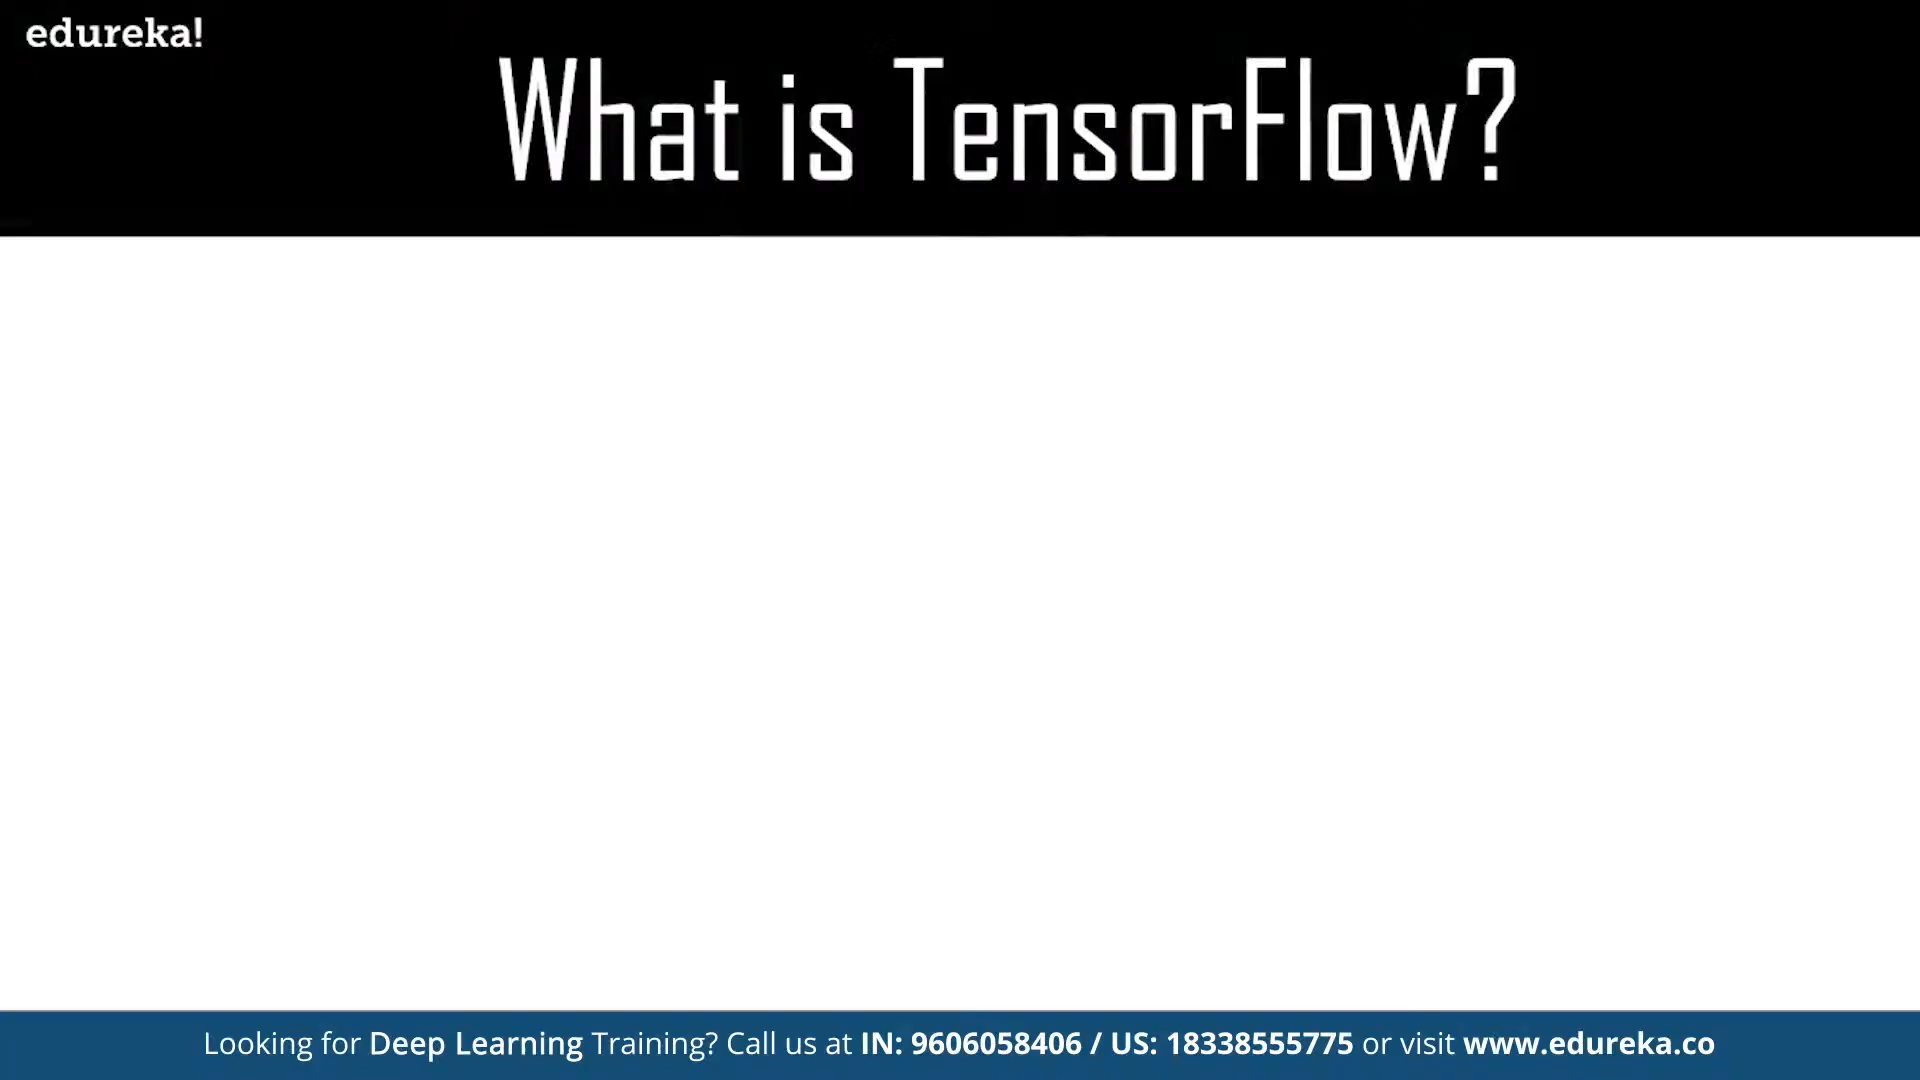 edureka!
What is TensorFlow?
Looking for Deep Learning Training? Call us at IN: 9606058406 / US: 18338555775 or visit www.edureka.co